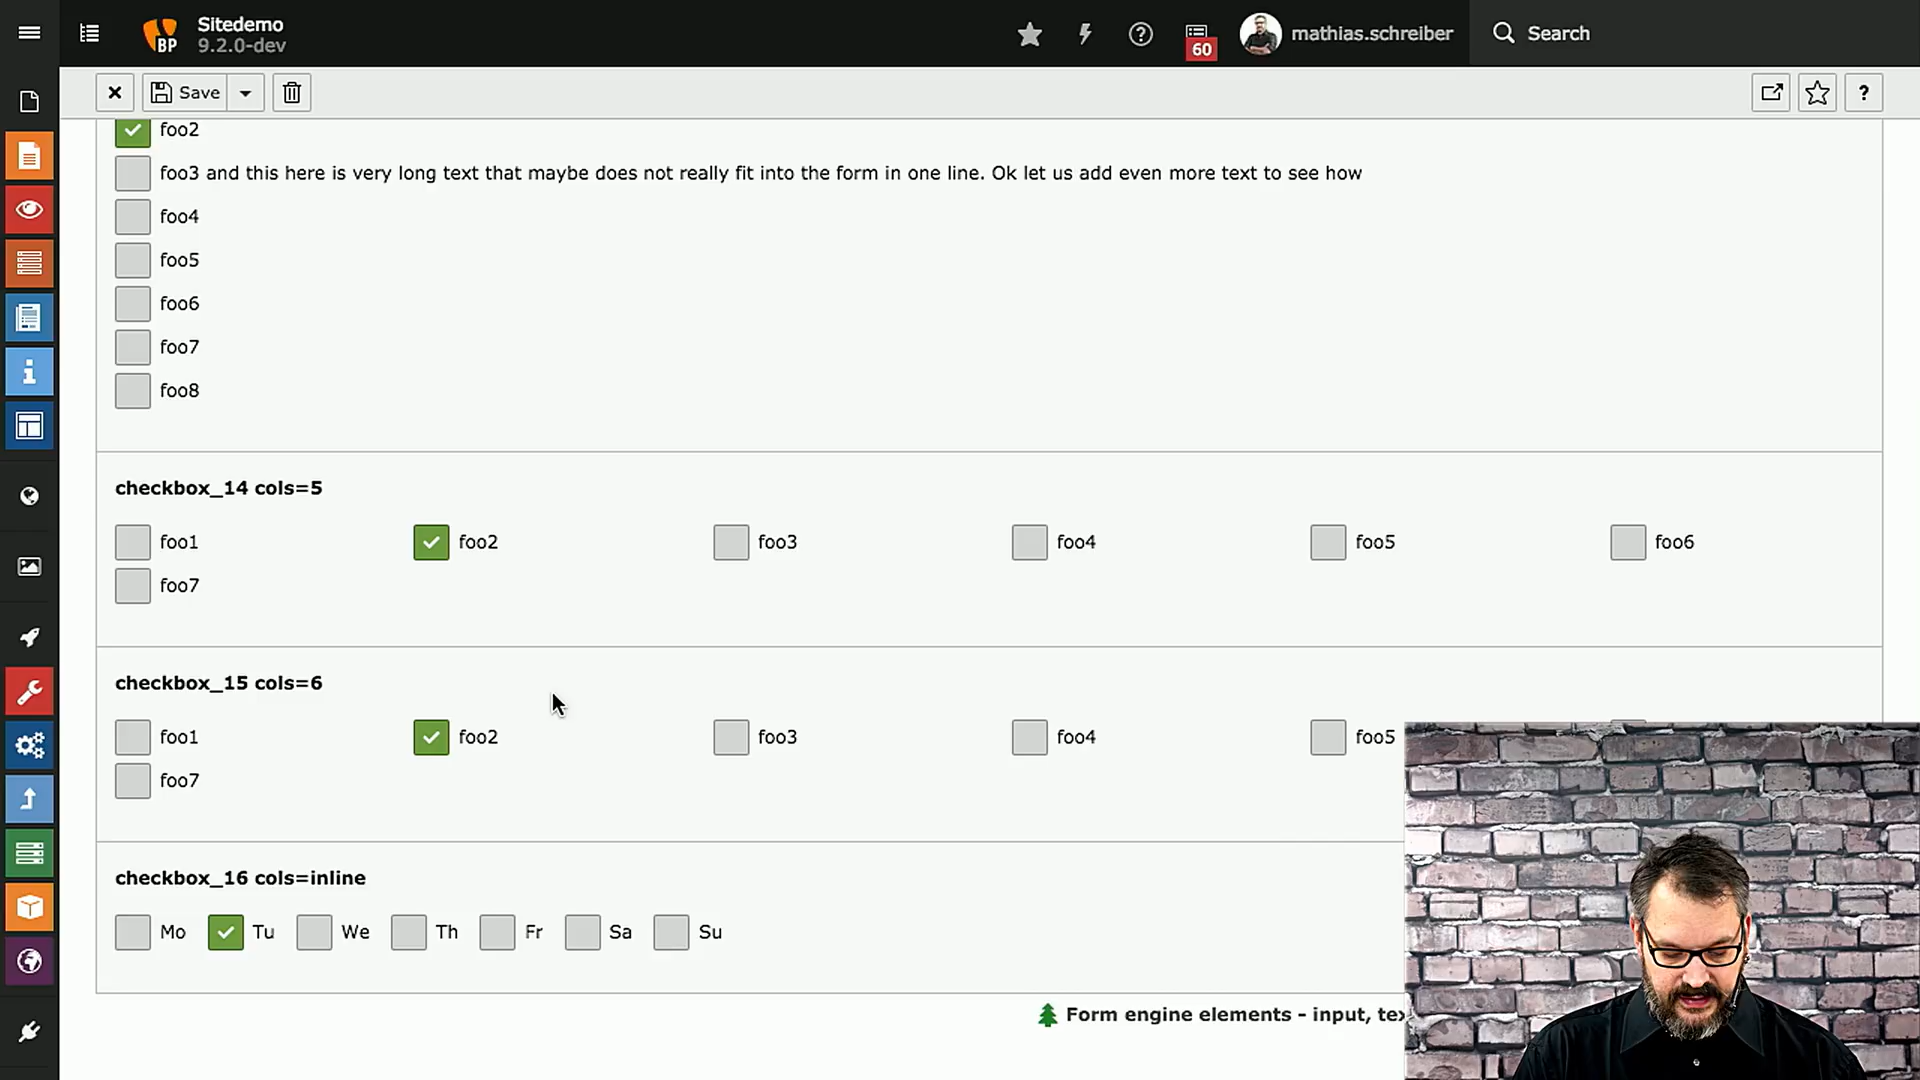 Sitedemo
9.2.0-dev
BP
60
mathias.schreiber
Search
Save
?
foo2
foo3 and this here is very long text that maybe does not really fit into the form in one line. Ok let us add even more text to see how
foo4
foo5
foo6
foo7
foo8
checkbox_14 cols=5
foo1 foo2 foo3 foo4 foo5 foo6
foo7
checkbox_15 cols=6
foo1 foo2 foo3 foo4 foo5
foo7
checkbox_16 cols=inline
Mo Tu We Th Fr Sa Su
Form engine elements - input, tex